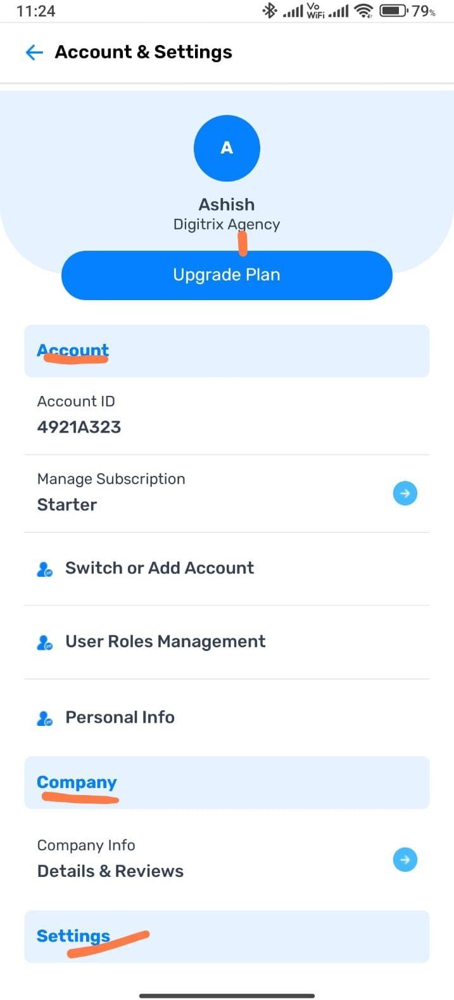 11:24 Vo WiFi 79%
Account & Settings
A
Ashish
Digitrix Agency
Upgrade Plan
Account
Account ID
4921A323
Manage Subscription
Starter
Switch or Add Account
User Roles Management
Personal Info
Company
Company Info
Details & Reviews
Settings